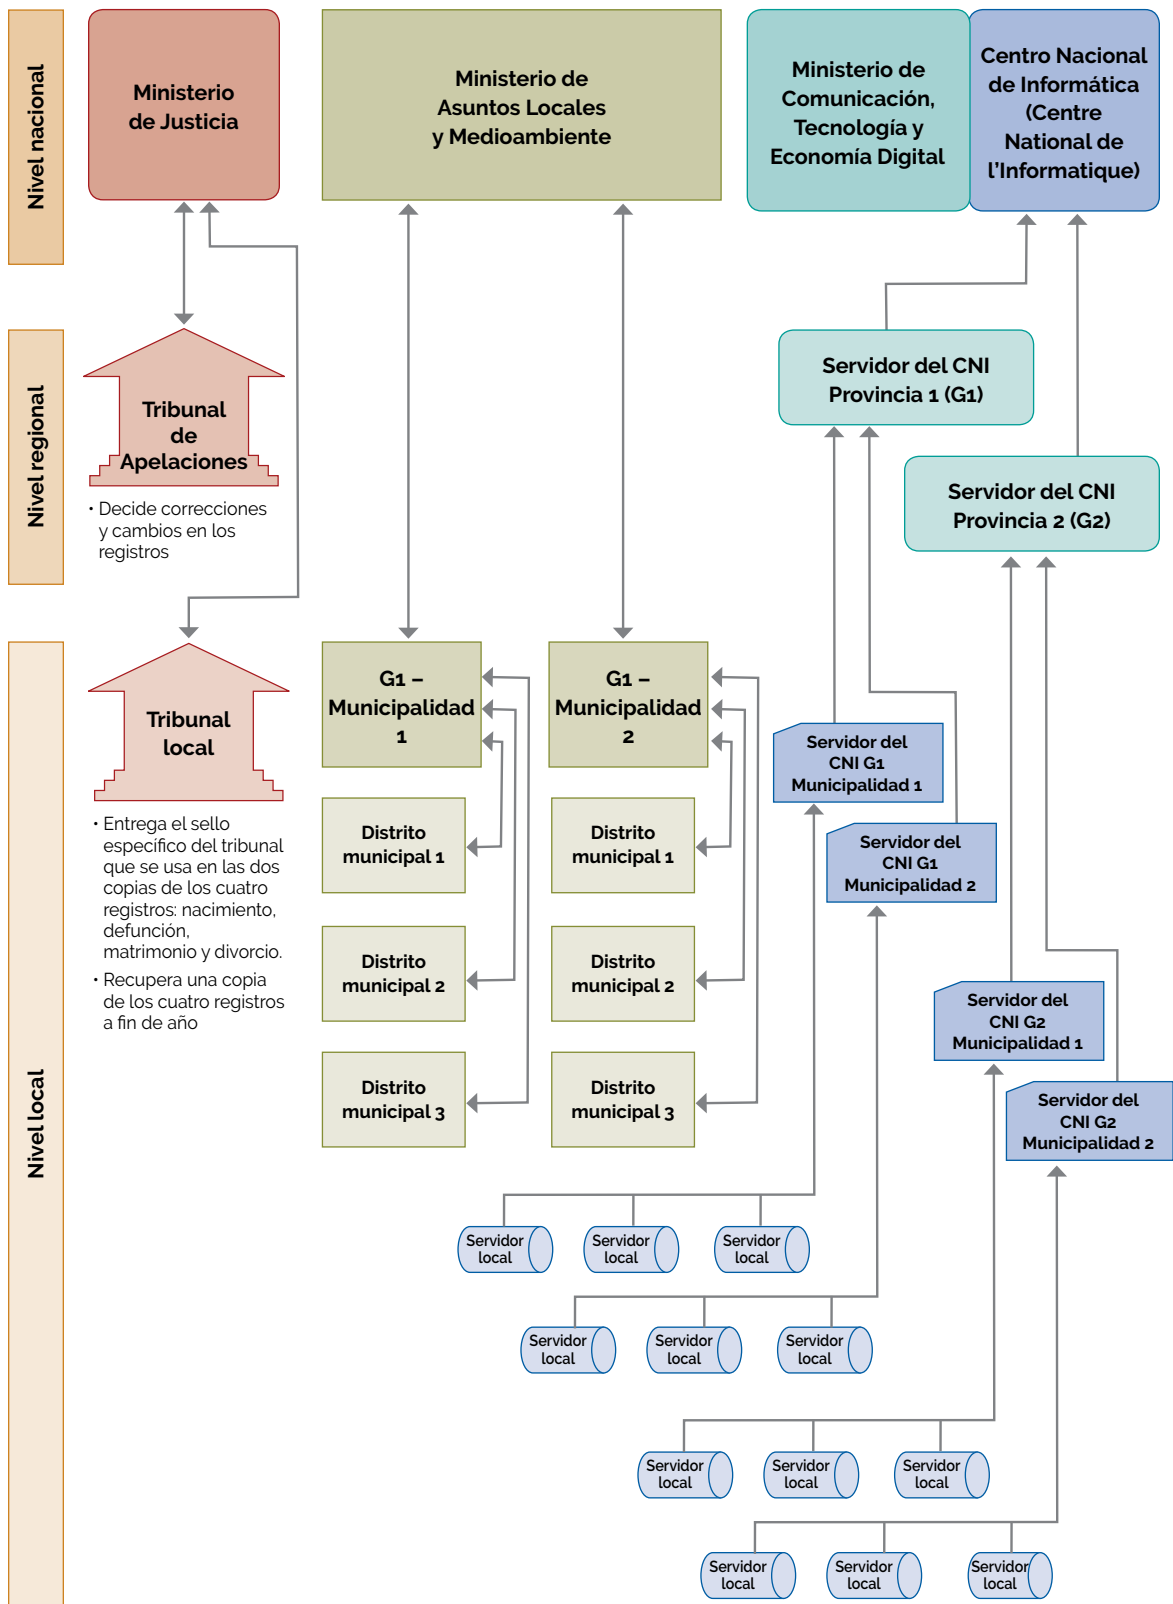 Nivel nacional
Ministerio
de Justicia
Ministerio de
Asuntos Locales
y Medioambiente
Ministerio de
Comunicación,
Tecnología y
Economía Digital
Centro Nacional
de Informática
(Centre
National de
l'Informatique)
Nivel regional
Tribunal
de
Apelaciones
• Decide correcciones
y cambios en los
registros
Servidor del CNI
Provincia 1 (G1)
Servidor del CNI
Provincia 2 (G2)
Nivel local
Tribunal
local
• Entrega el sello
específico del tribunal
que se usa en las dos
copias de los cuatro
registros: nacimiento,
defunción,
matrimonio y divorcio.
• Recupera una copia
de los cuatro registros
a fin de año
G1 –
Municipalidad
1
Distrito
municipal 1
Distrito
municipal 2
Distrito
municipal 3
G1 –
Municipalidad
2
Distrito
municipal 1
Distrito
municipal 2
Distrito
municipal 3
Servidor del
CNI G1
Municipalidad 1
Servidor del
CNI G1
Municipalidad 2
Servidor del
CNI G2
Municipalidad 1
Servidor del
CNI G2
Municipalidad 2
Servidor
local
Servidor
local
Servidor
local
Servidor
local
Servidor
local
Servidor
local
Servidor
local
Servidor
local
Servidor
local
Servidor
local
Servidor
local
Servidor
local